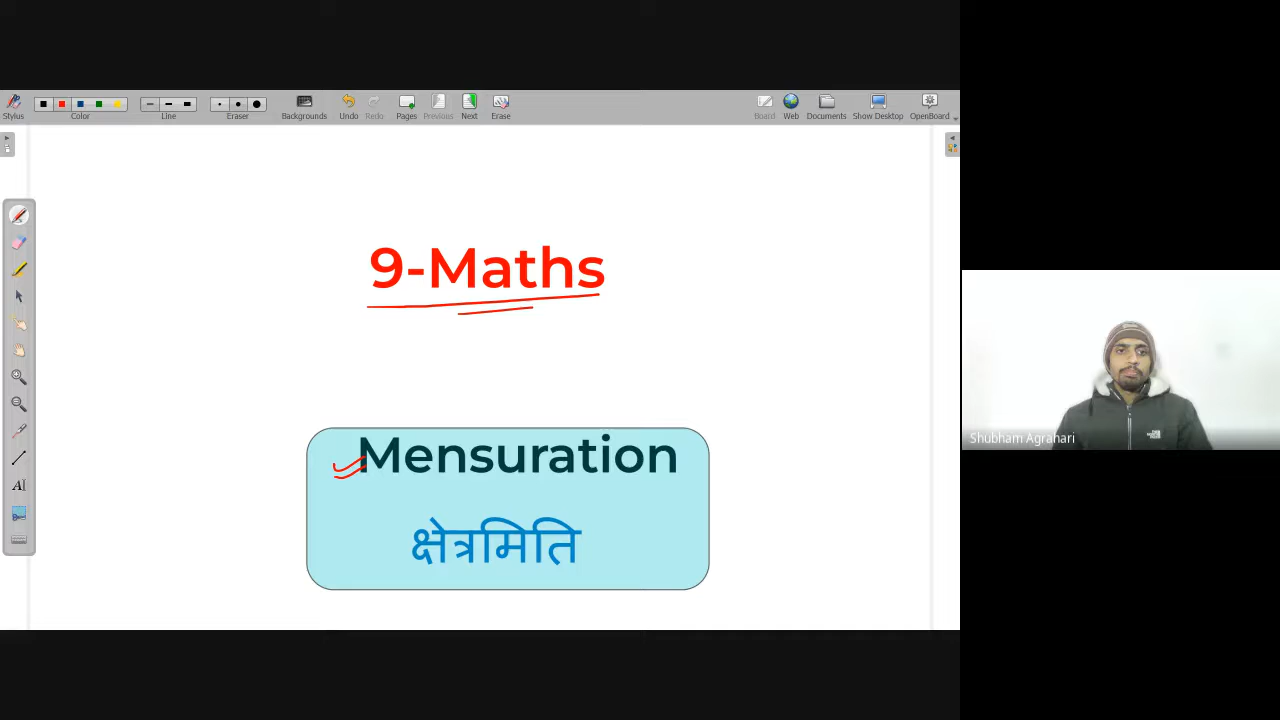 Stylus
Color
Line
Eraser
Backgrounds
Undo
Redo
Pages
Previous
Next
Erase
Board
Web
Documents
Show Desktop
OpenBoard
9-Maths
Mensuration
क्षेत्रमिति
Shubham Agrahari